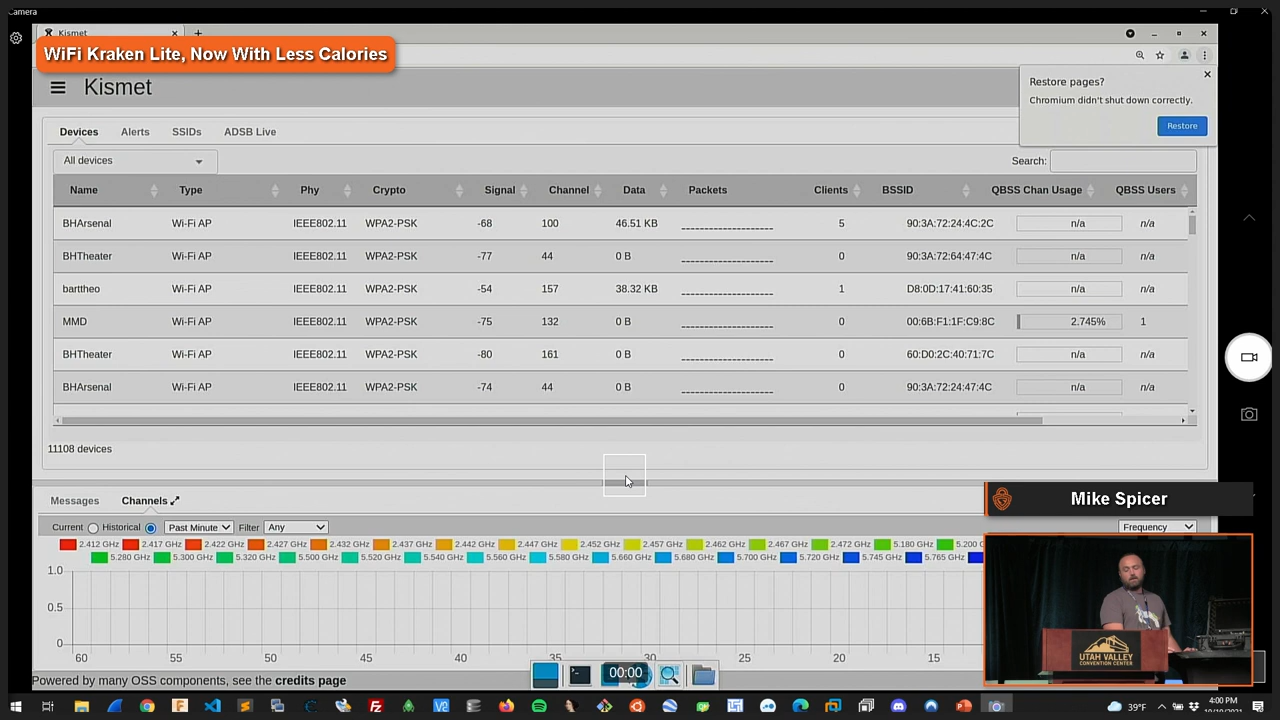 Camera
Kismet
WiFi Kraken Lite, Now With Less Calories
Kismet
Restore pages?
Chromium didn't shut down correctly.
Restore
Devices Alerts SSIDs ADSB Live
All devices Search:
Name Type Phy Crypto Signal Channel Data Packets Clients BSSID QBSS Chan Usage QBSS Users
BHArsenal Wi-Fi AP IEEE802.11 WPA2-PSK -68 100 46.51 KB 5 90:3A:72:24:4C:2C n/a n/a
BHTheater Wi-Fi AP IEEE802.11 WPA2-PSK -77 44 0 B 0 90:3A:72:64:47:4C n/a n/a
barttheo Wi-Fi AP IEEE802.11 WPA2-PSK -54 157 38.32 KB 1 D8:0D:17:41:60:35 n/a n/a
MMD Wi-Fi AP IEEE802.11 WPA2-PSK -75 132 0 B 0 00:6B:F1:1F:C9:8C 2.745% 1
BHTheater Wi-Fi AP IEEE802.11 WPA2-PSK -80 161 0 B 0 60:D0:2C:40:71:7C n/a n/a
BHArsenal Wi-Fi AP IEEE802.11 WPA2-PSK -74 44 0 B 0 90:3A:72:24:47:4C n/a n/a
11108 devices
Messages Channels
Mike Spicer
Current Historical Past Minute Filter Any Frequency
2.412 GHz 2.417 GHz 2.422 GHz 2.427 GHz 2.432 GHz 2.437 GHz 2.442 GHz 2.447 GHz 2.452 GHz 2.457 GHz 2.462 GHz 2.467 GHz 2.472 GHz 5.180 GHz 5.200 G
5.280 GHz 5.300 GHz 5.320 GHz 5.500 GHz 5.520 GHz 5.540 GHz 5.560 GHz 5.580 GHz 5.660 GHz 5.680 GHz 5.700 GHz 5.720 GHz 5.745 GHz 5.765 GHz
1.0
0.5
0
60 55 50 45 40 35 30 25 20 15
UTAH VALLEY
CONVENTION CENTER
00:00
Powered by many OSS components, see the credits page
39°F 4:00 PM